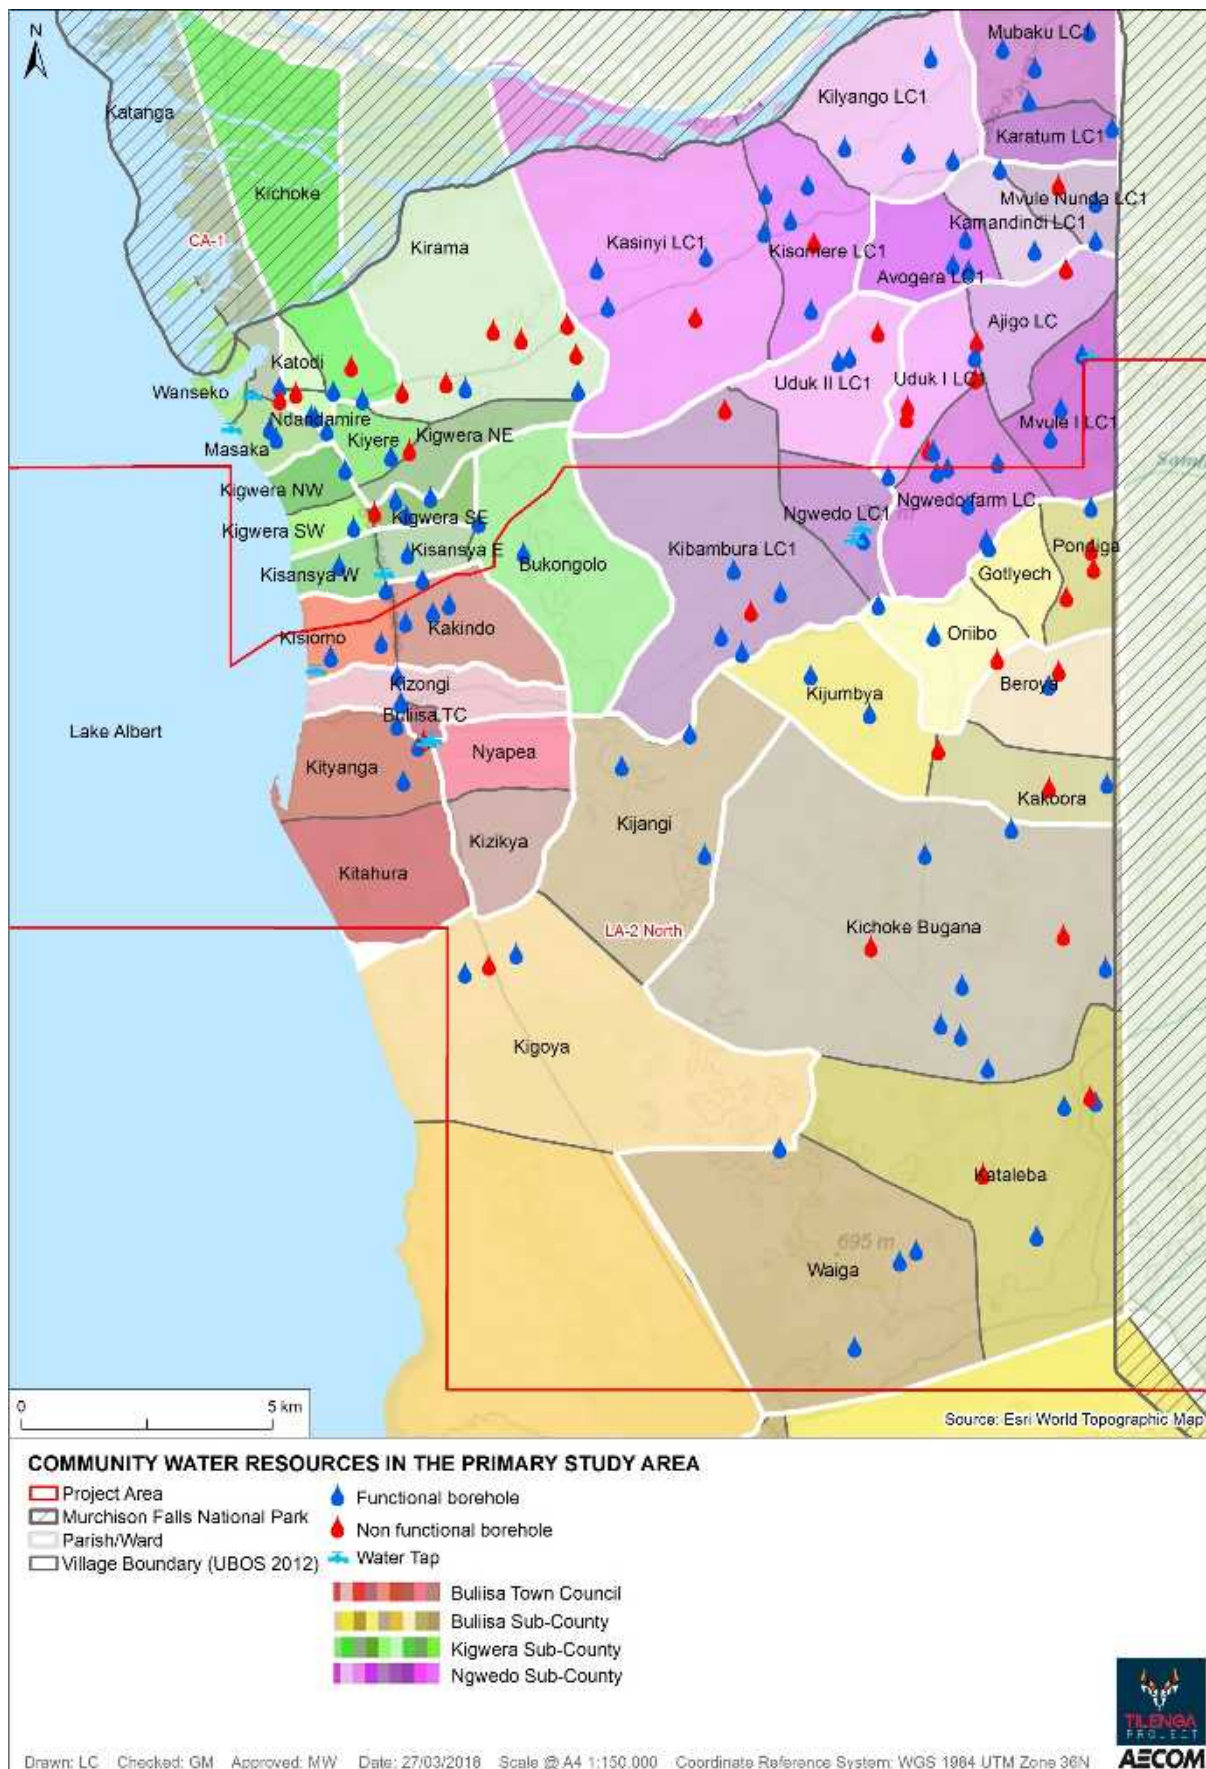 N
Mubaku LC1
Katanga
Kilyango LC1
Karatum LC1
Kichoke
Mvule Nunda LC1
Kamandindi LC1
CA-1
Kirama
Kasinyi LC1
Kisomere LC1
Avogera LC1
Ajigo LC
Katodi
Wanseko
Uduk II LC1
Uduk I LC1
Ndandamire
Masaka
Kiyere
Kigwera NE
Mvule I LC1
Kigwera NW
Ngwedo farm LC
Kigwera SW
Kigwera SE
Ngwedo LC1
Kisansya E
Kibambura LC1
Bukongolo
Kisansya W
Gotlyech
Kisiomo
Kakindo
Oriibo
Kizongi
Beroya
Kijumbya
Buliisa TC
Lake Albert
Nyapea
Kityanga
Kakoora
Kijangi
Kizikya
Kitahura
LA-2 North
Kichoke Bugana
Kigoya
Kataleba
695 m
Waiga
0 5 km
Source: Esri World Topographic Map
COMMUNITY WATER RESOURCES IN THE PRIMARY STUDY AREA
Project Area
Murchison Falls National Park
Parish/Ward
Village Boundary (UBOS 2012)
Functional borehole
Non functional borehole
Water Tap
Buliisa Town Council
Buliisa Sub-County
Kigwera Sub-County
Ngwedo Sub-County
TILENGA
PROJECT
AECOM
Drawn: LC Checked: GM Approved: MW Date: 27/03/2018 Scale @ A4 1:150,000 Coordinate Reference System: WGS 1984 UTM Zone 36N